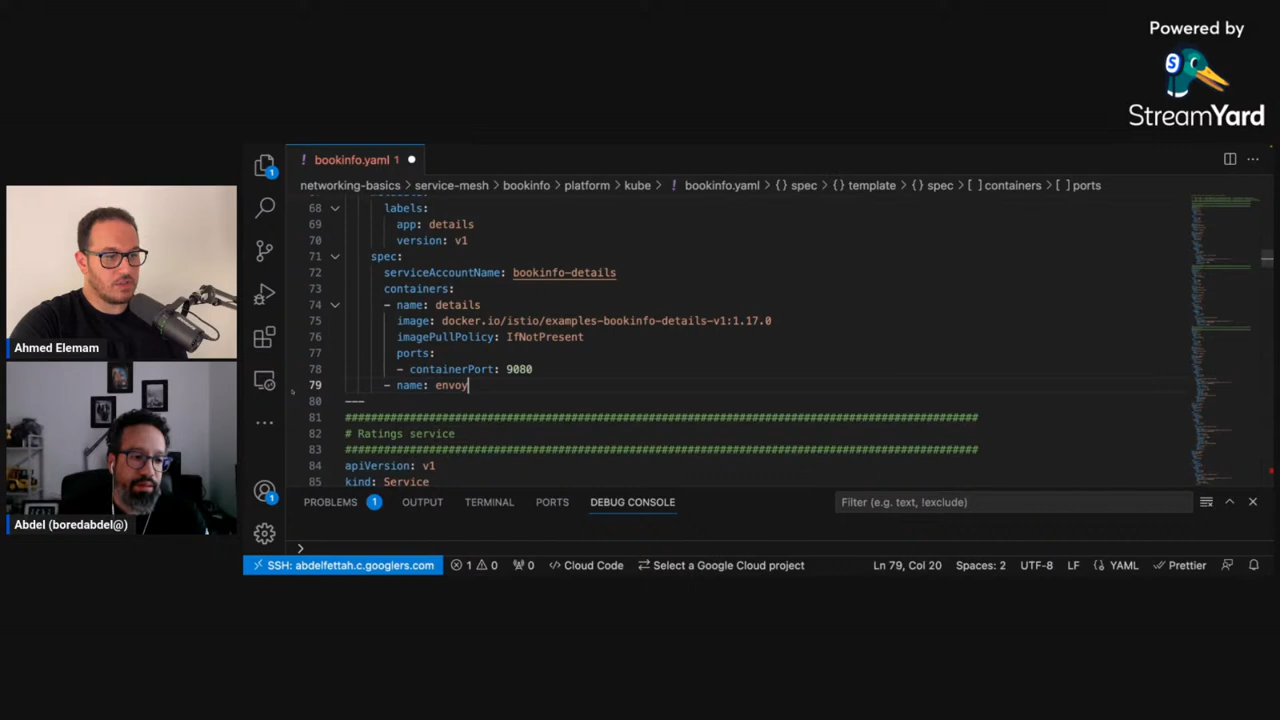 Powered by
StreamYard
bookinfo.yaml 1
networking-basics > service-mesh > bookinfo > platform > kube > ! bookinfo.yaml > {} spec > {} template > {} spec > [ ] containers > [ ] ports
68 labels:
69 app: details
70 version: v1
71 spec:
72 serviceAccountName: bookinfo-details
73 containers:
74 - name: details
75 image: docker.io/istio/examples-bookinfo-details-v1:1.17.0
76 imagePullPolicy: IfNotPresent
77 ports:
78 - containerPort: 9080
79 - name: envoy
80 ---
81 ##################################################################################################
82 # Ratings service
83 ##################################################################################################
84 apiVersion: v1
85 kind: Service
Ahmed Elemam
Abdel (boredabdel@)
PROBLEMS 1 OUTPUT TERMINAL PORTS DEBUG CONSOLE Filter (e.g. text, !exclude)
SSH: abdelfettah.c.googlers.com 1 0 0 Cloud Code Select a Google Cloud project Ln 79, Col 20 Spaces: 2 UTF-8 LF {} YAML Prettier